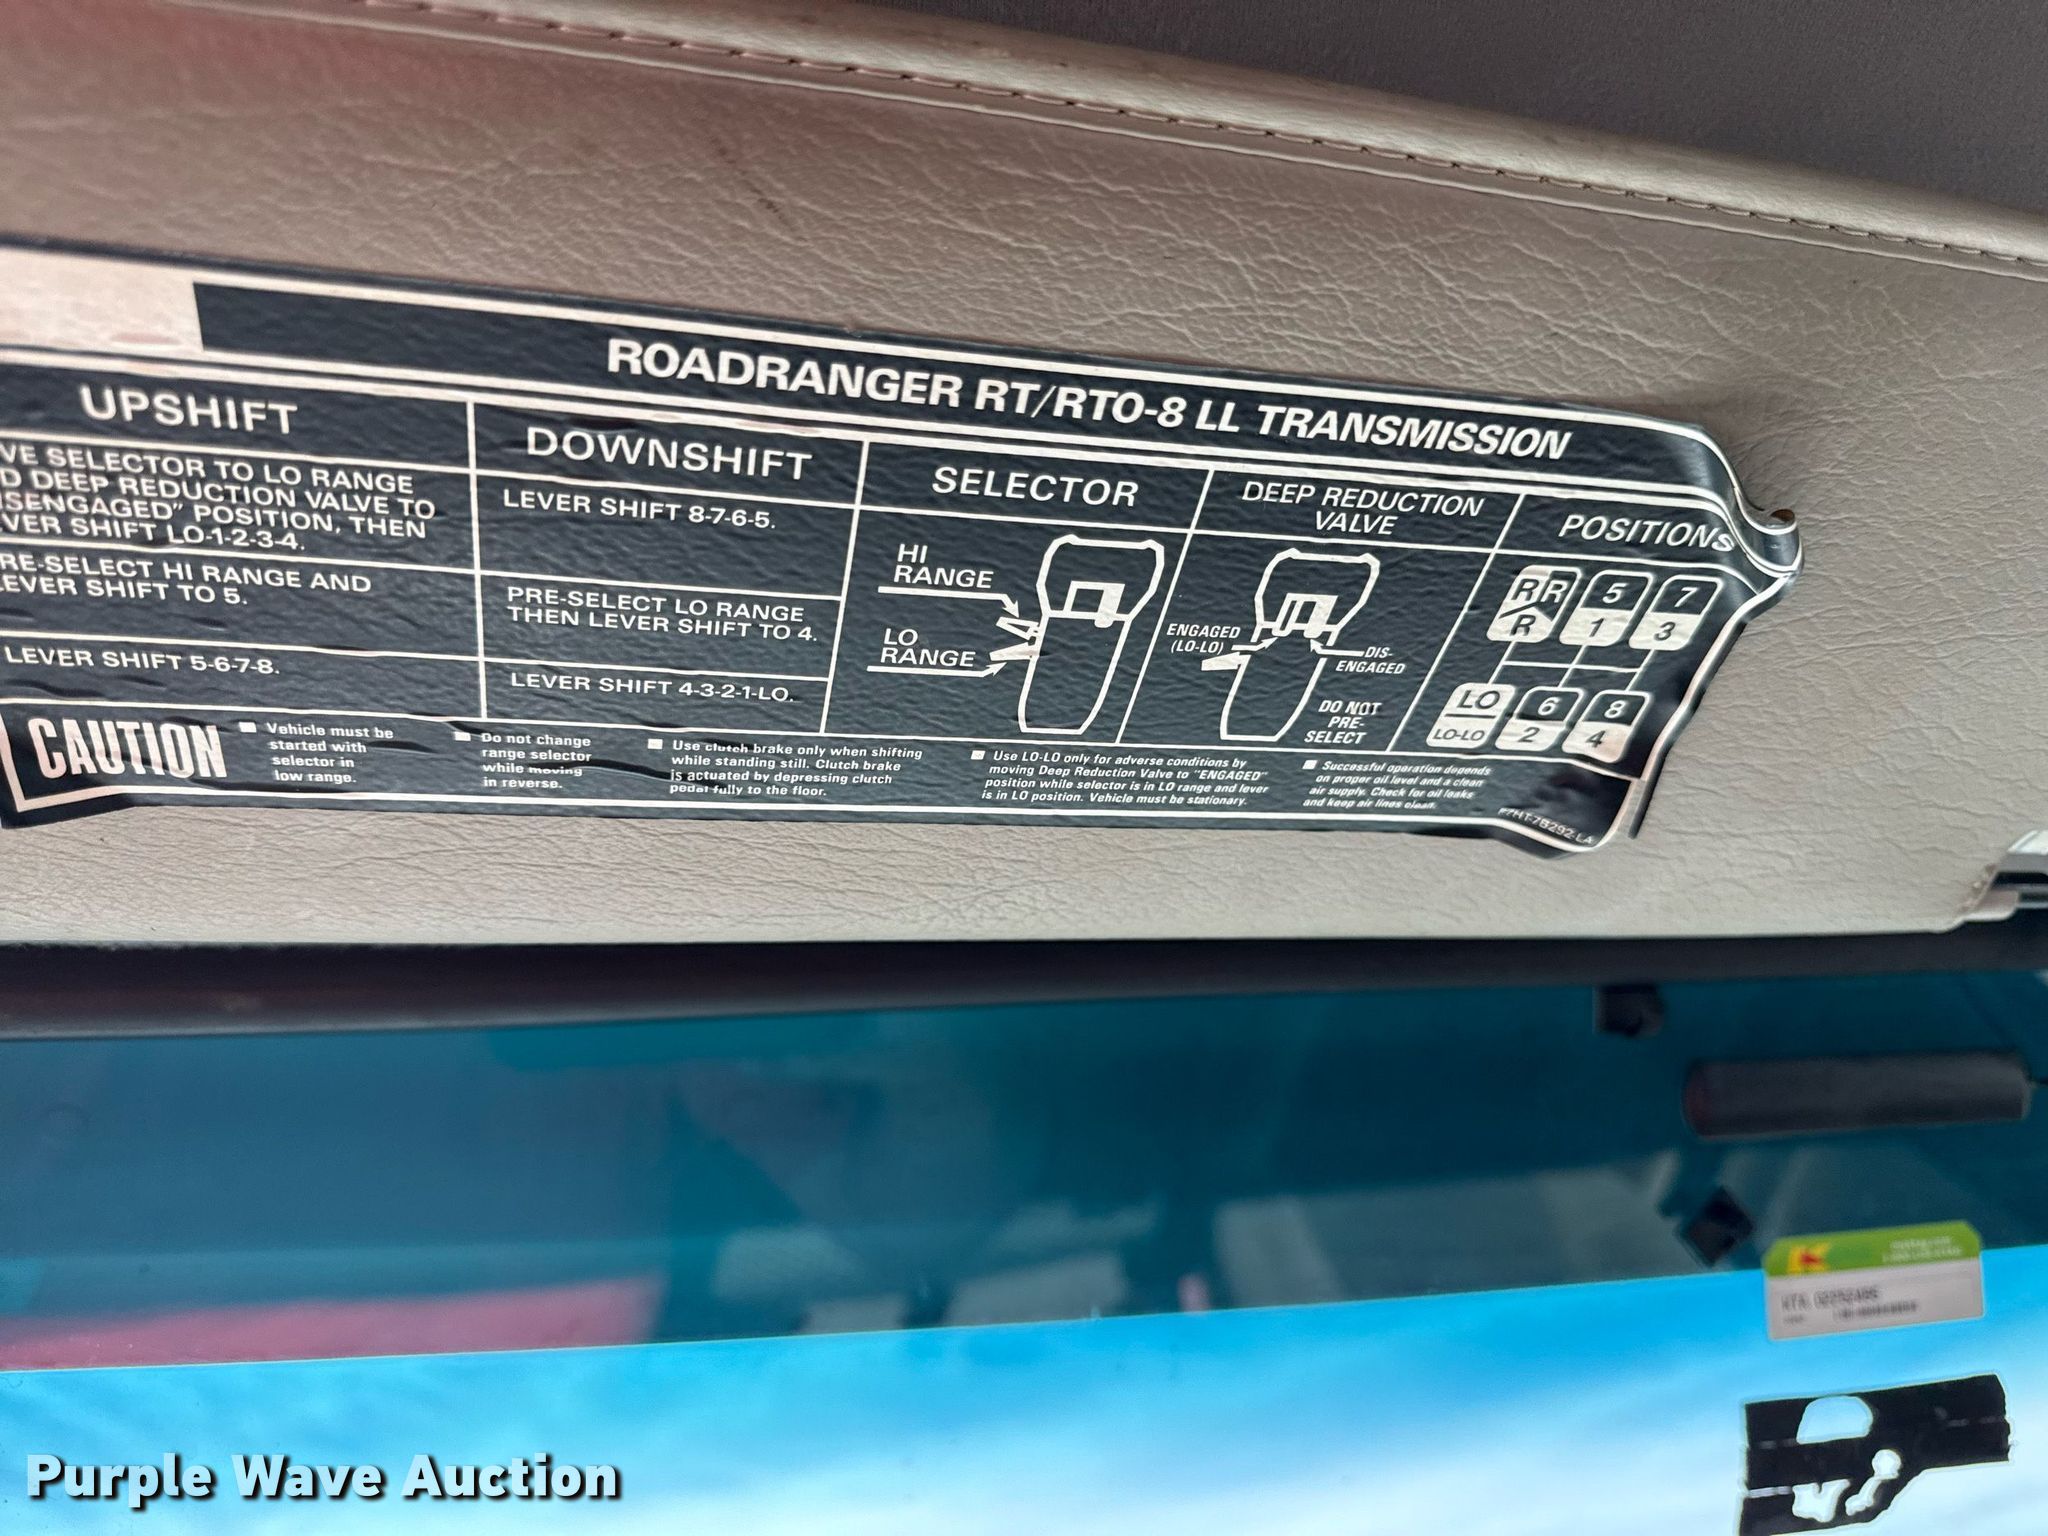 ROADRANGER RT/RTO-8 LL TRANSMISSION
UPSHIFT
VE SELECTOR TO LO RANGE
D DEEP REDUCTION VALVE TO
ISENGAGED" POSITION, THEN
VER SHIFT LO-1-2-3-4.
RE-SELECT HI RANGE AND
EVER SHIFT TO 5.
LEVER SHIFT 5-6-7-8.
DOWNSHIFT
LEVER SHIFT 8-7-6-5.
PRE-SELECT LO RANGE
THEN LEVER SHIFT TO 4.
LEVER SHIFT 4-3-2-1-LO.
SELECTOR
HI
RANGE
LO
RANGE
DEEP REDUCTION
VALVE
ENGAGED
(LO-LO)
DIS-
ENGAGED
DO NOT
PRE-
SELECT
POSITIONS
R R 5 7
R 1 3
LO 6 8
LO-LO 2 4
CAUTION
Vehicle must be
started with
selector in
low range.
Do not change
range selector
while moving
in reverse.
Use clutch brake only when shifting
while standing still. Clutch brake
is actuated by depressing clutch
pedal fully to the floor.
Use LO-LO only for adverse conditions by
moving Deep Reduction Valve to "ENGAGED"
position while selector is in LO range and lever
is in LO position. Vehicle must be stationary.
Successful operation depends
on proper oil level and a clean
air supply. Check for oil leaks
and keep air lines clean.
F7HT-7B292-LA
Purple Wave Auction